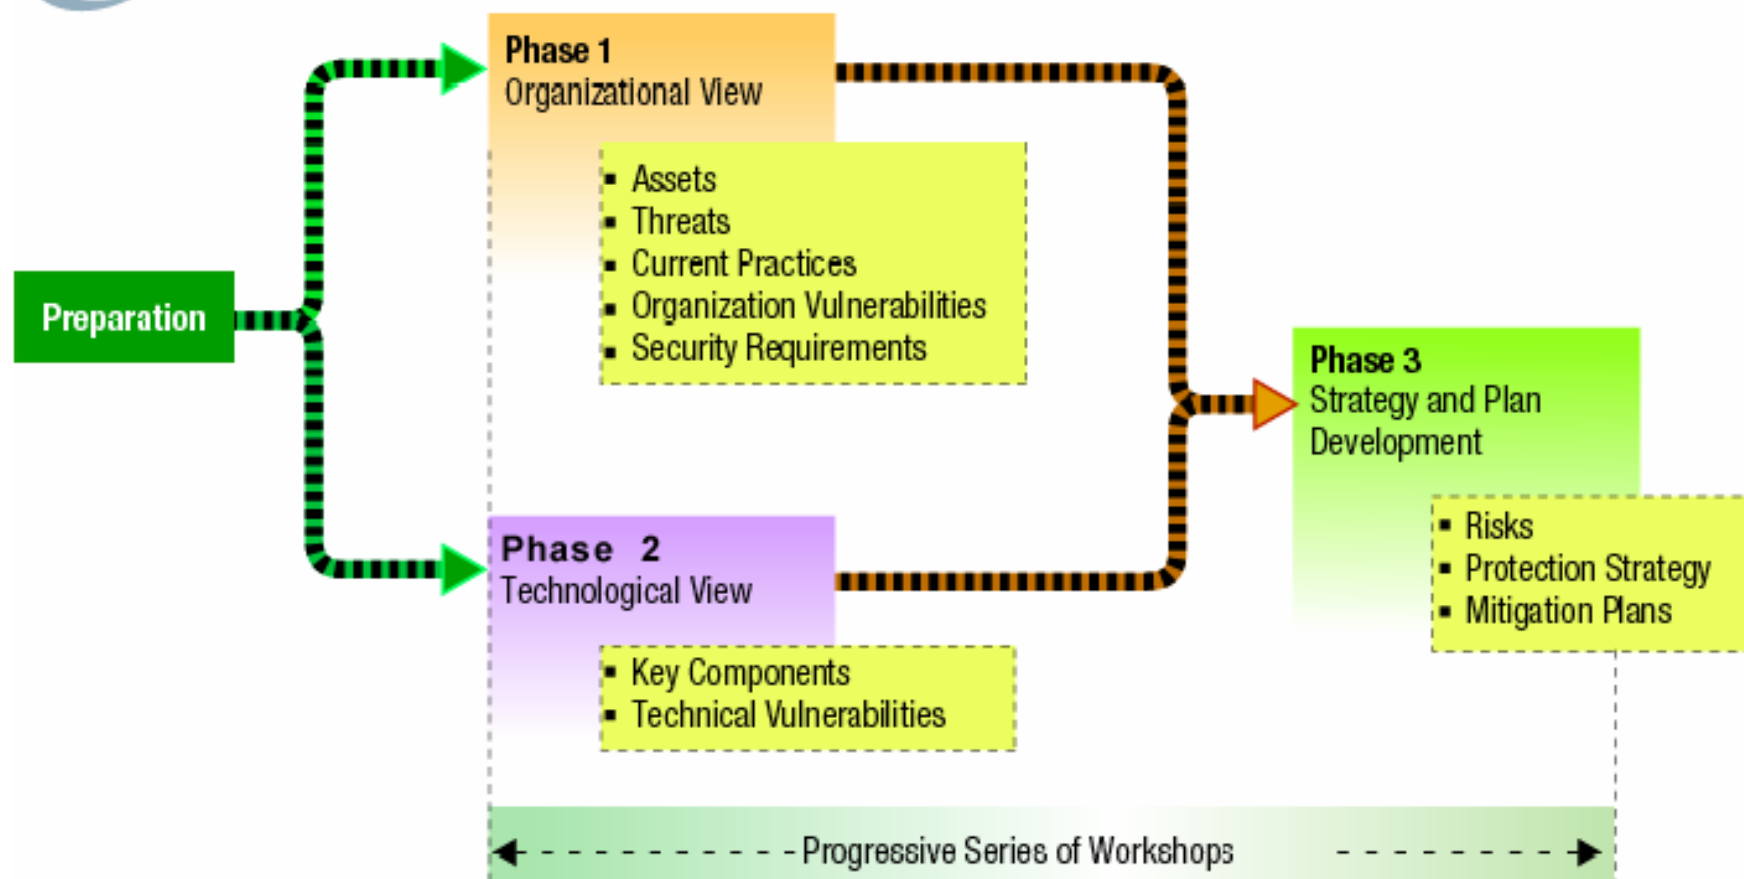 Phase 1
Organizational View
Assets
Threats
Current Practices
Organization Vulnerabilities
Security Requirements
Preparation
Phase 3
Strategy and Plan
Development
Risks
Protection Strategy
Mitigation Plans
Phase 2
Technological View
Key Components
Technical Vulnerabilities
Progressive Series of Workshops